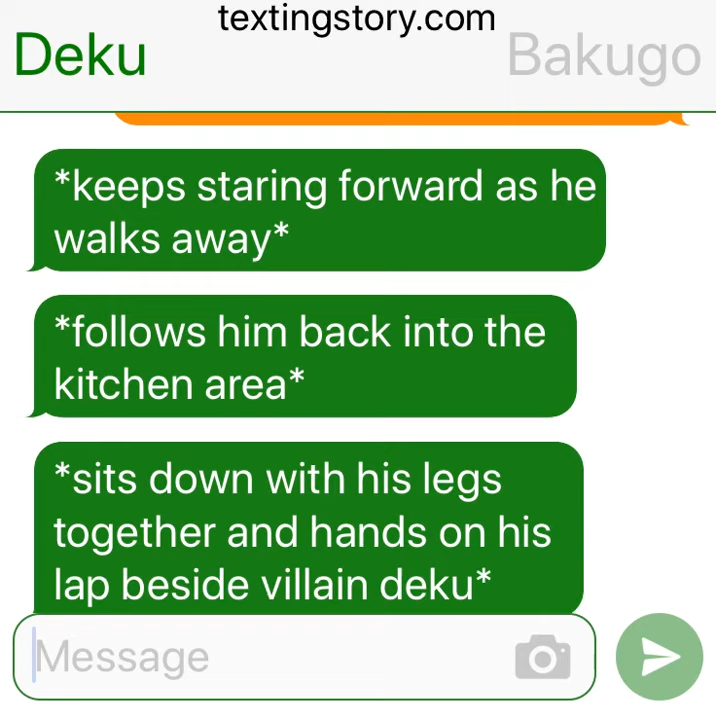 textingstory.com
Deku
Bakugo
*keeps staring forward as he
walks away*
*follows him back into the
kitchen area*
*sits down with his legs
together and hands on his
lap beside villain deku*
Message